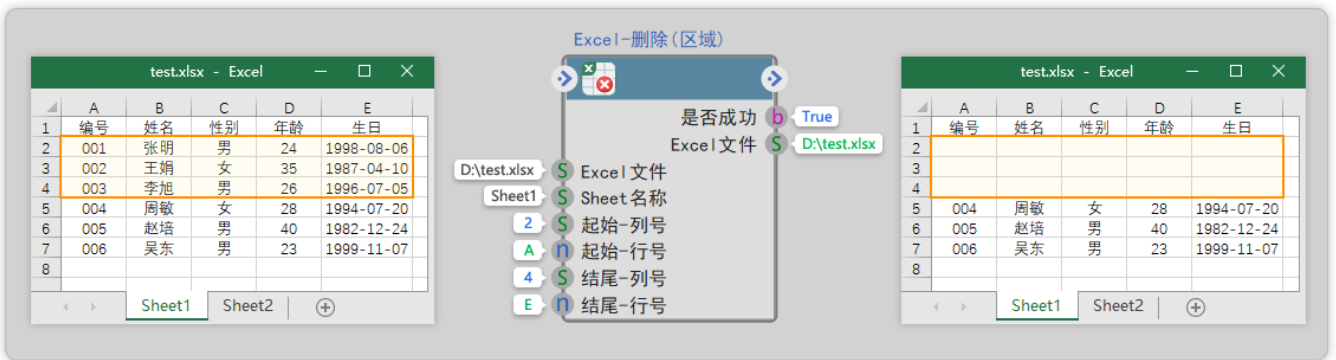 Excel-删除(区域)
test.xlsx - Excel
A B C D E
1 编号 姓名 性别 年龄 生日
2 001 张明 男 24 1998-08-06
3 002 王娟 女 35 1987-04-10
4 003 李旭 男 26 1996-07-05
5 004 周敏 女 28 1994-07-20
6 005 赵培 男 40 1982-12-24
7 006 吴东 男 23 1999-11-07
8
Sheet1 Sheet2
是否成功 b True
Excel文件 S D:\test.xlsx
D:\test.xlsx S Excel文件
Sheet1 S Sheet名称
2 S 起始-列号
A n 起始-行号
4 S 结尾-列号
E n 结尾-行号
test.xlsx - Excel
A B C D E
1 编号 姓名 性别 年龄 生日
2
3
4
5 004 周敏 女 28 1994-07-20
6 005 赵培 男 40 1982-12-24
7 006 吴东 男 23 1999-11-07
8
Sheet1 Sheet2